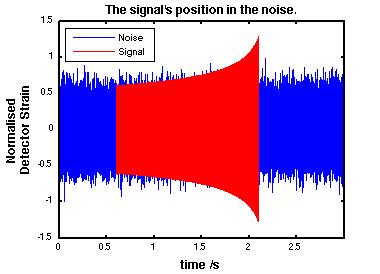 The signal's position in the noise.
1.5
Noise
Signal
1
0.5
0
-0.5
-1
-1.5
Normalised
Detector Strain
0 0.5 1 1.5 2 2.5
time /s